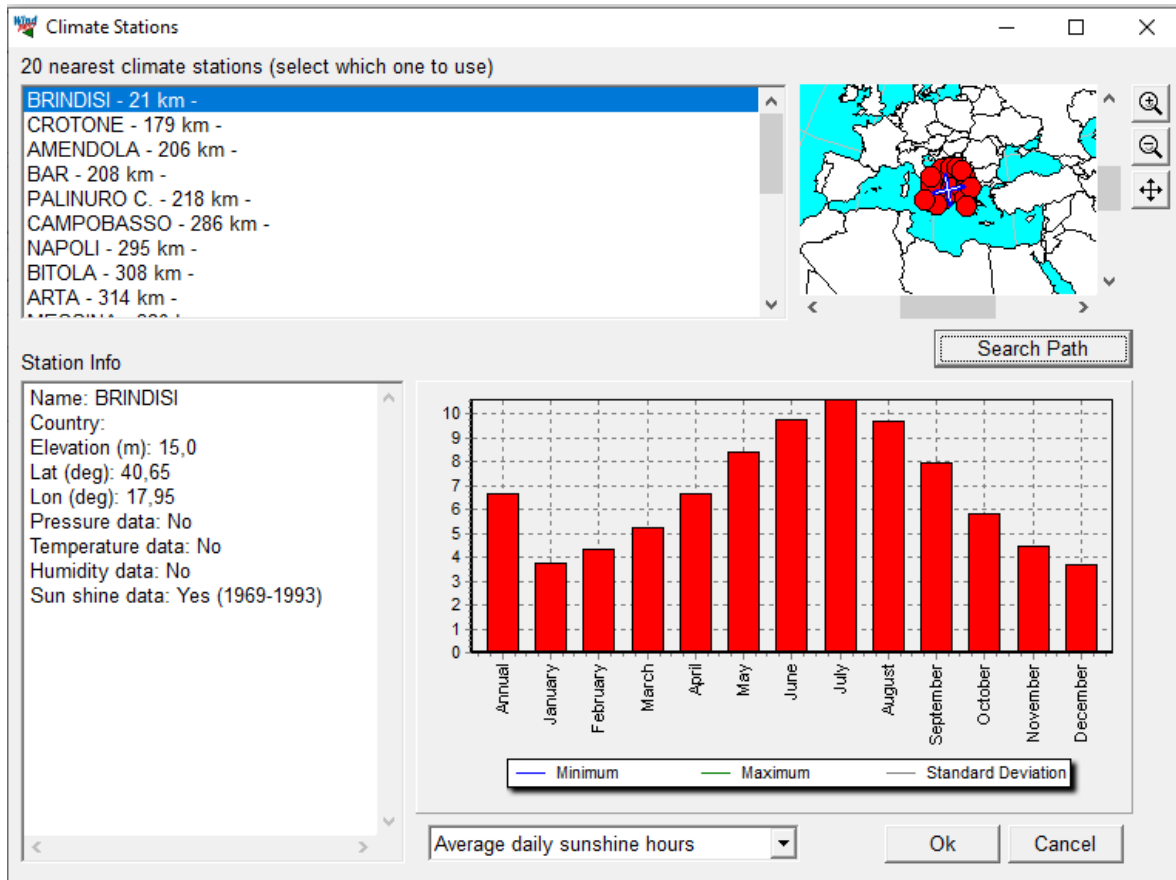 Wind
Climate Stations
20 nearest climate stations (select which one to use)
BRINDISI - 21 km -
CROTONE - 179 km -
AMENDOLA - 206 km -
BAR - 208 km -
PALINURO C. - 218 km -
CAMPOBASSO - 286 km -
NAPOLI - 295 km -
BITOLA - 308 km -
ARTA - 314 km -
Search Path
Station Info
Name: BRINDISI
Country:
Elevation (m): 15,0
Lat (deg): 40,65
Lon (deg): 17,95
Pressure data: No
Temperature data: No
Humidity data: No
Sun shine data: Yes (1969-1993)
10
9
8
7
6
5
4
3
2
1
0
Annual
January
February
March
April
May
June
July
August
September
October
November
December
Minimum Maximum Standard Deviation
Average daily sunshine hours
Ok Cancel